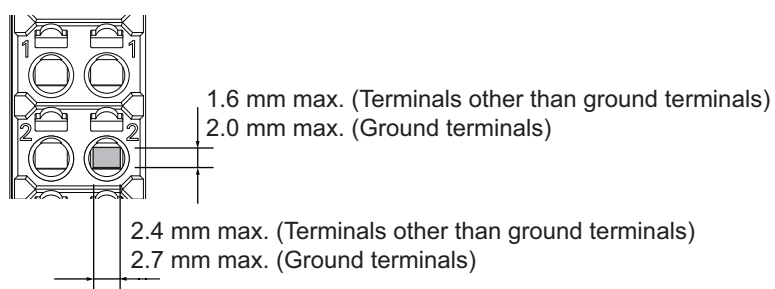 1 1
1.6 mm max. (Terminals other than ground terminals)
2.0 mm max. (Ground terminals)
2 2
2.4 mm max. (Terminals other than ground terminals)
2.7 mm max. (Ground terminals)